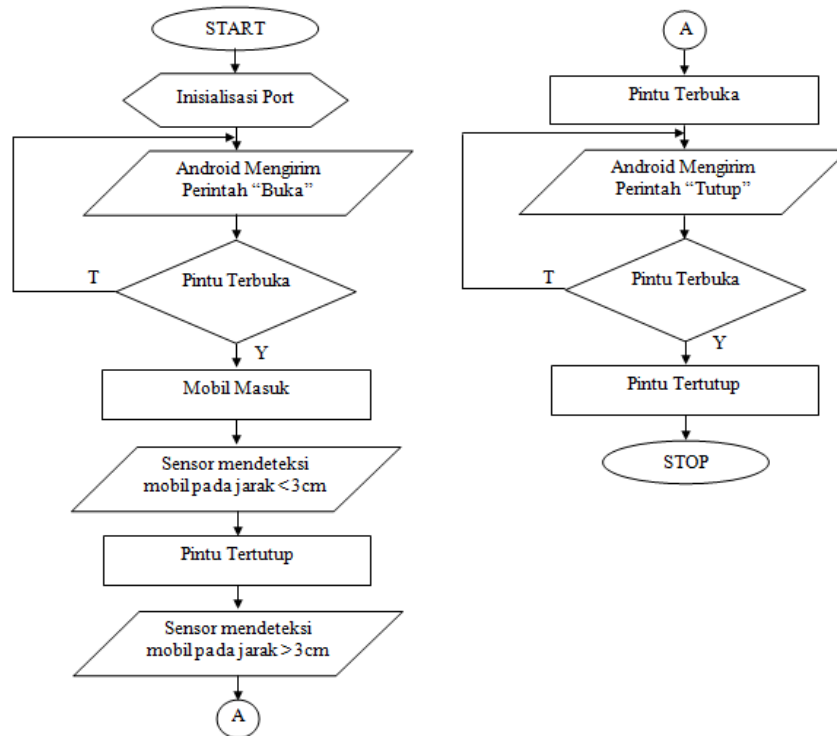 START
Inisialisasi Port
Android Mengirim
Perintah “Buka”
Pintu Terbuka
T
Y
Mobil Masuk
Sensor mendeteksi
mobil pada jarak < 3cm
Pintu Tertutup
Sensor mendeteksi
mobil pada jarak > 3cm
A
A
Pintu Terbuka
Android Mengirim
Perintah “Tutup”
Pintu Terbuka
T
Y
Pintu Tertutup
STOP